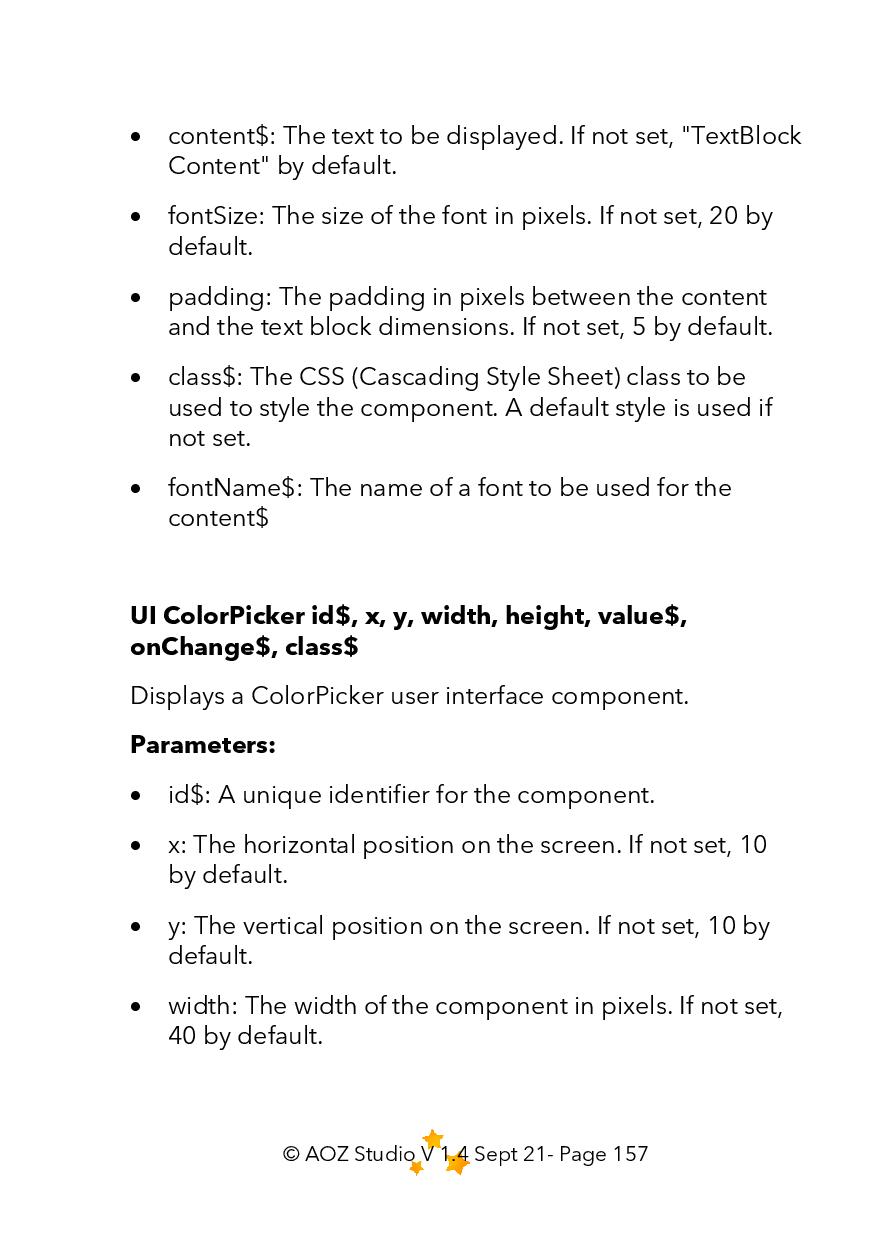 • content$: The text to be displayed. If not set, "TextBlock
Content" by default.
• fontSize: The size of the font in pixels. If not set, 20 by
default.
• padding: The padding in pixels between the content
and the text block dimensions. If not set, 5 by default.
• class$: The CSS (Cascading Style Sheet) class to be
used to style the component. A default style is used if
not set.
• fontName$: The name of a font to be used for the
content$
UI ColorPicker id$, x, y, width, height, value$,
onChange$, class$
Displays a ColorPicker user interface component.
Parameters:
• id$: A unique identifier for the component.
• x: The horizontal position on the screen. If not set, 10
by default.
• y: The vertical position on the screen. If not set, 10 by
default.
• width: The width of the component in pixels. If not set,
40 by default.
© AOZ Studio V 1.4 Sept 21- Page 157